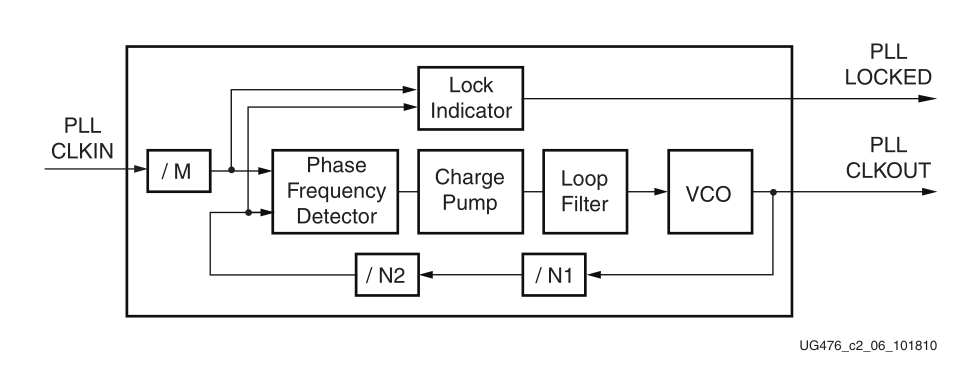 PLL
LOCKED
Lock
Indicator
PLL
CLKIN
PLL
CLKOUT
/ M
Phase
Frequency
Detector
Charge
Pump
Loop
Filter
VCO
/ N2
/ N1
UG476_c2_06_101810